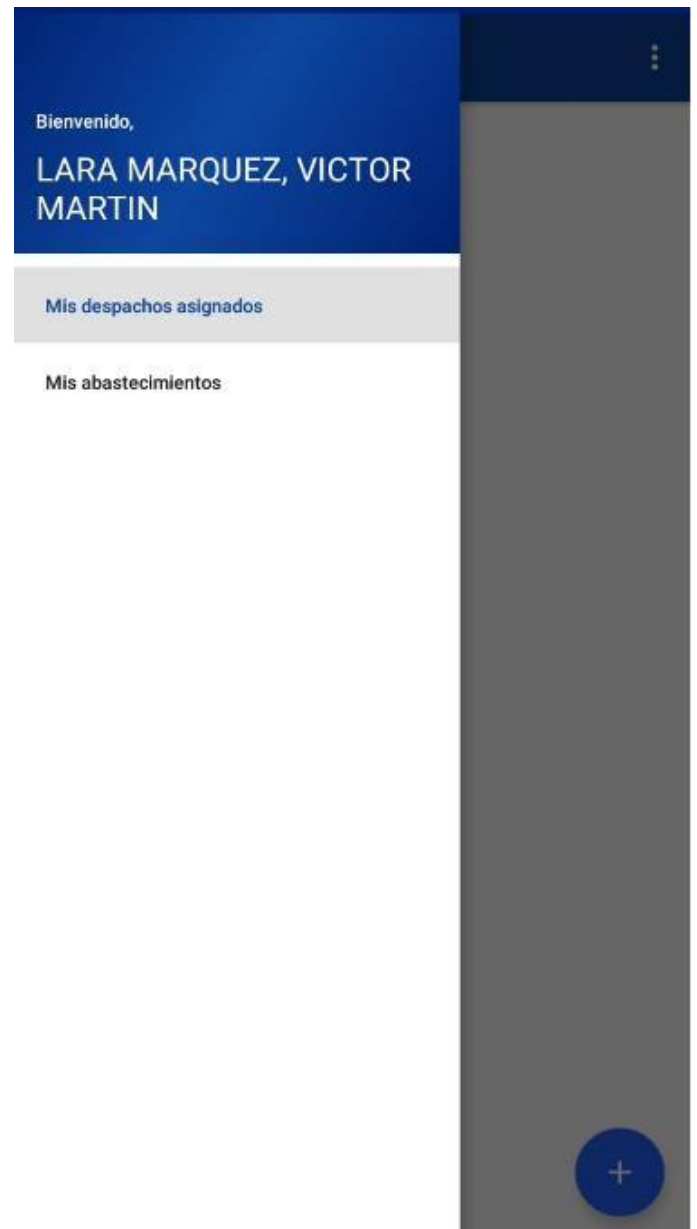 Bienvenido,
LARA MARQUEZ, VICTOR
MARTIN
Mis despachos asignados
Mis abastecimientos
+